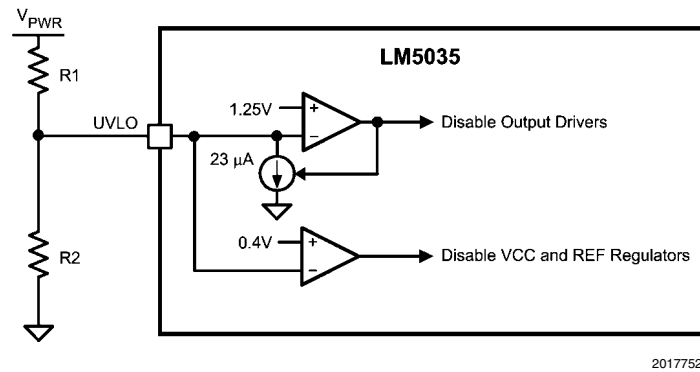 VPWR
R1
LM5035
1.25V
+
−
UVLO
Disable Output Drivers
23 μA
0.4V
+
−
R2
Disable VCC and REF Regulators
2017752